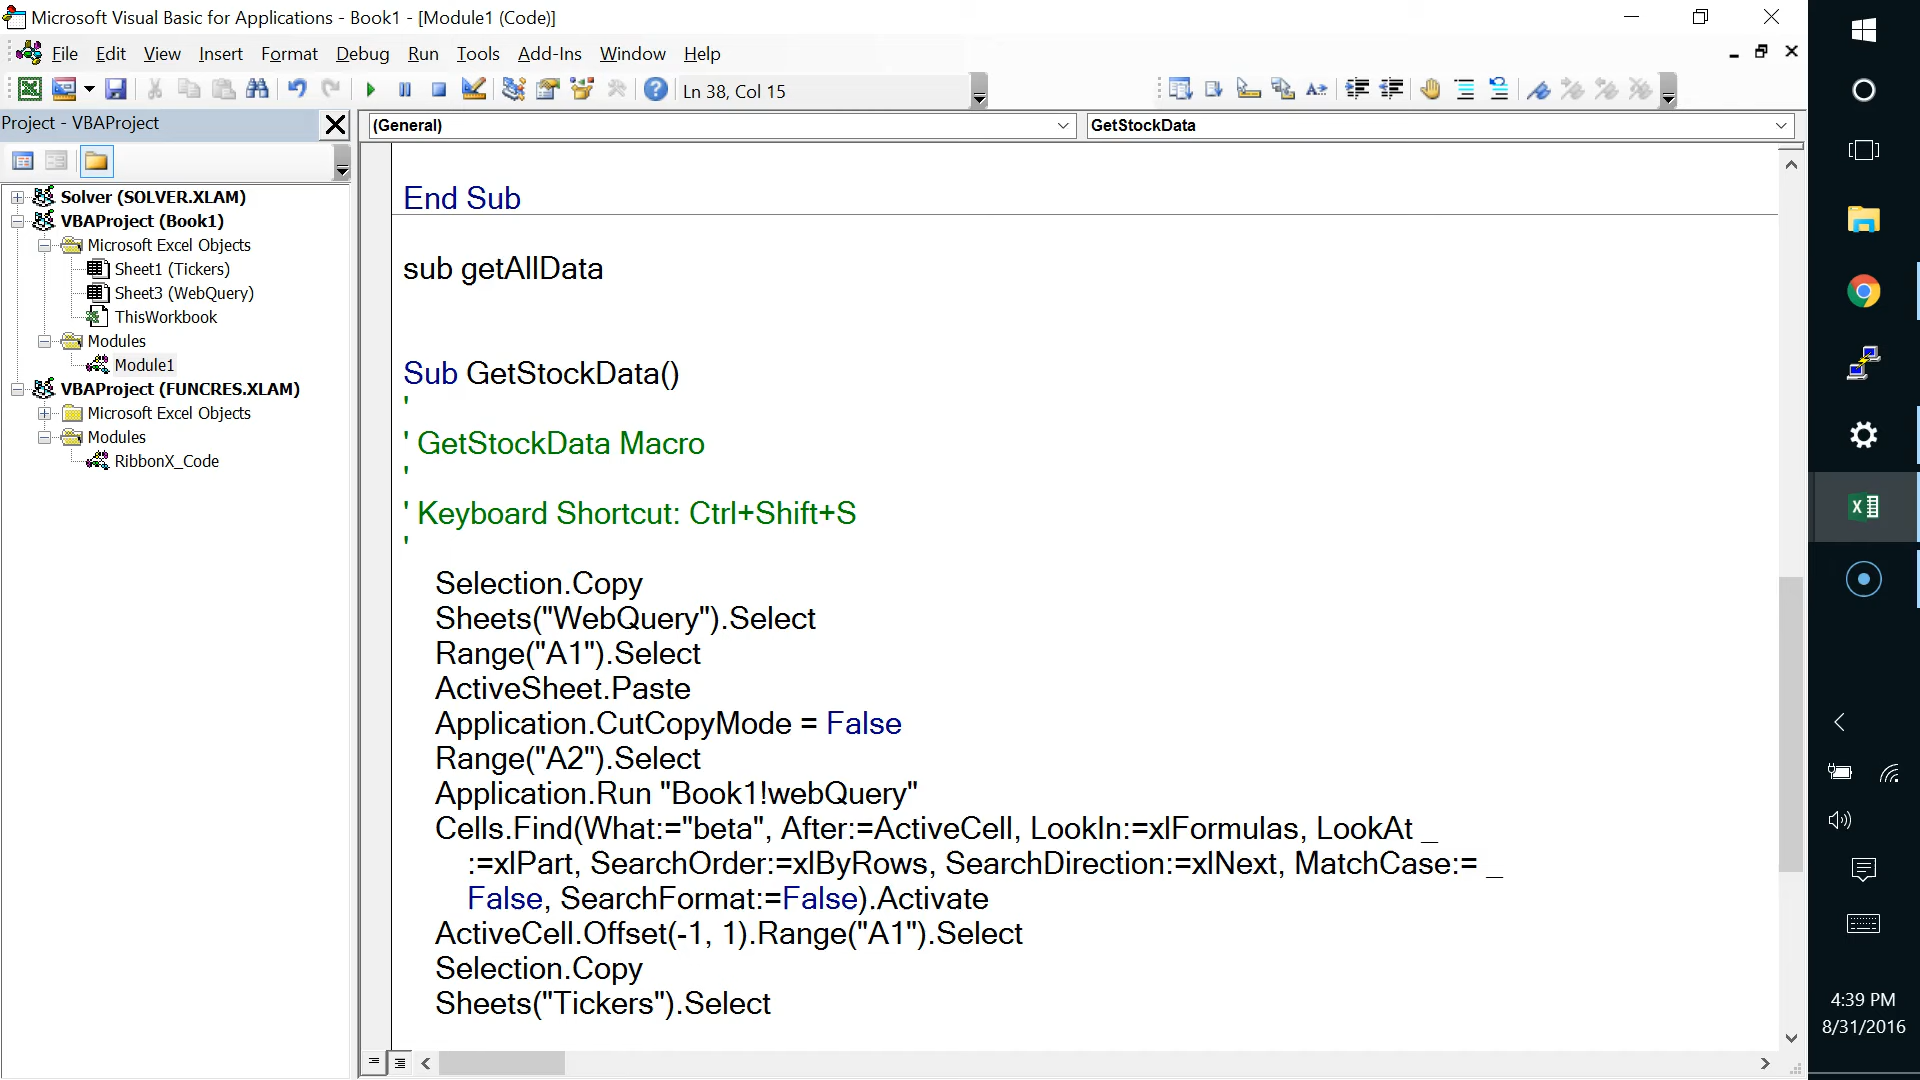 Microsoft Visual Basic for Applications - Book1 - [Module1 (Code)]
File Edit View Insert Format Debug Run Tools Add-Ins Window Help
Ln 38, Col 15
Project - VBAProject
(General)
GetStockData
Solver (SOLVER.XLAM)
VBAProject (Book1)
Microsoft Excel Objects
Sheet1 (Tickers)
Sheet3 (WebQuery)
ThisWorkbook
Modules
Module1
VBAProject (FUNCRES.XLAM)
Microsoft Excel Objects
Modules
RibbonX_Code
End Sub
sub getAllData
Sub GetStockData()
'
' GetStockData Macro
'
' Keyboard Shortcut: Ctrl+Shift+S
'
Selection.Copy
Sheets("WebQuery").Select
Range("A1").Select
ActiveSheet.Paste
Application.CutCopyMode = False
Range("A2").Select
Application.Run "Book1!webQuery"
Cells.Find(What:="beta", After:=ActiveCell, LookIn:=xlFormulas, LookAt _
:=xlPart, SearchOrder:=xlByRows, SearchDirection:=xlNext, MatchCase:= _
False, SearchFormat:=False).Activate
ActiveCell.Offset(-1, 1).Range("A1").Select
Selection.Copy
Sheets("Tickers").Select
4:39 PM
8/31/2016